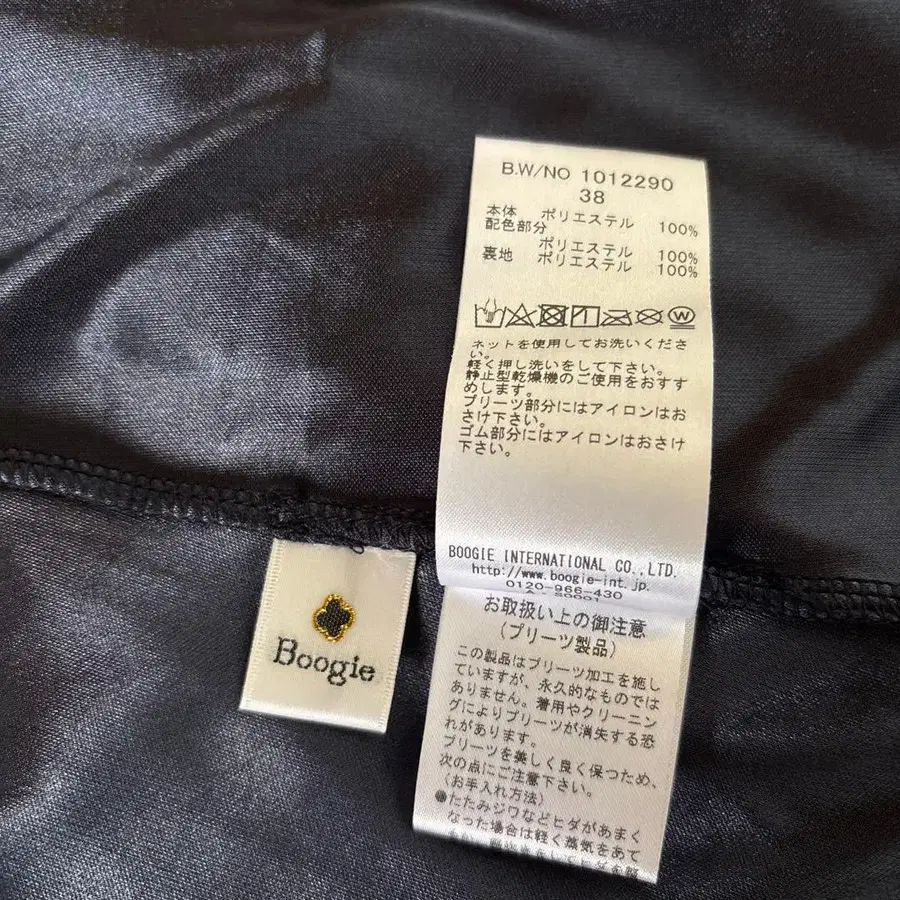 B.W/NO 1012290
38
本体 ポリエステル 100%
配色部分
ポリエステル 100%
裏地 ポリエステル 100%
ネットを使用してお洗いくださ
い。
軽く押し洗いをして下さい。
静止型乾燥機のご使用をおすす
めします。
プリーツ部分にはアイロンはお
さけ下さい。
ゴム部分にはアイロンはおさけ
下さい。
BOOGIE INTERNATIONAL CO.,LTD.
http://www.boogie-int.jp
0120-966-430
Boogie
お取扱い上の御注意
(プリーツ製品)
この製品はプリーツ加工を施し
ていますが、永久的なものでは
ありません。着用やクリーニン
グによりプリーツが消失する恐
れがあります。
プリーツを美しく良く保つため、
次の点にご注意下さい。
(お手入れ方法)
●たたみジワなどヒダがあまく
なった場合は軽く蒸気をあて